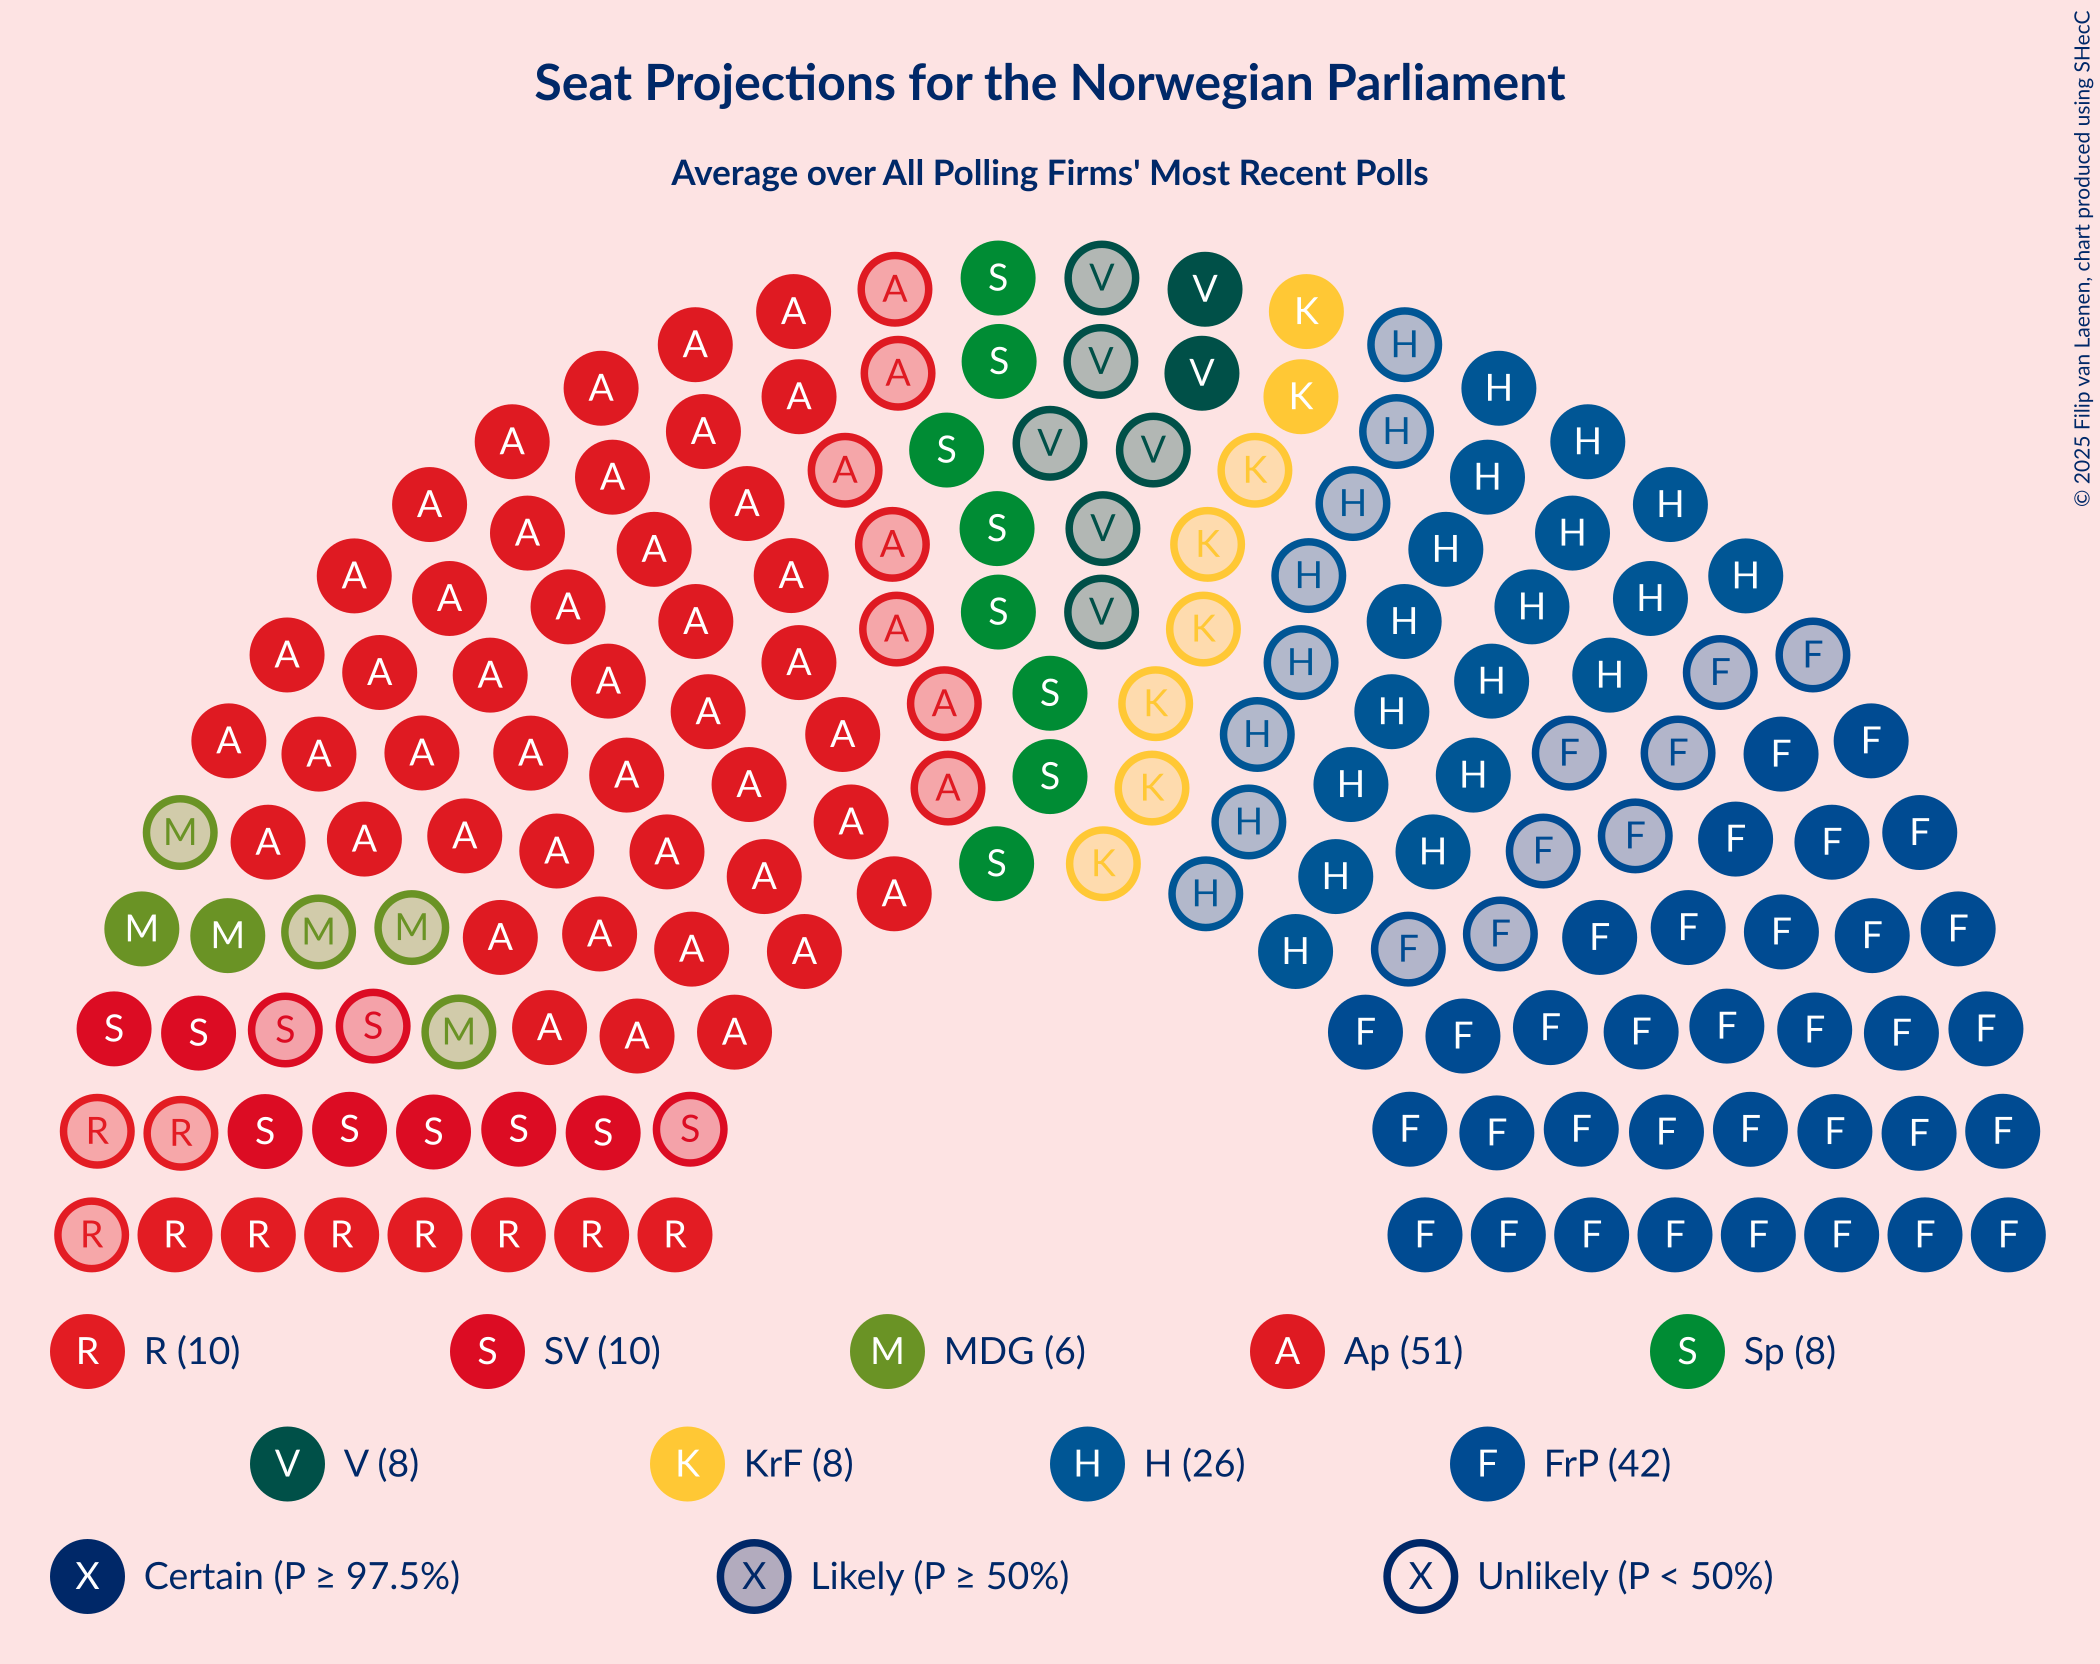 Seat Projections for the Norwegian Parliament
Average over All Polling Firms' Most Recent Polls
© 2025 Filip van Laenen, chart produced using SHecC
S V V K H H
A A A A A A
S V V K H H
A A A A A A
S V V K H H
R R (10) S SV (10) M MDG (6) A Ap (51) S Sp (8)
V V (8) K KrF (8) H H (26) F FrP (42)
X Certain (P ≥ 97.5%) X Likely (P ≥ 50%) X Unlikely (P < 50%)